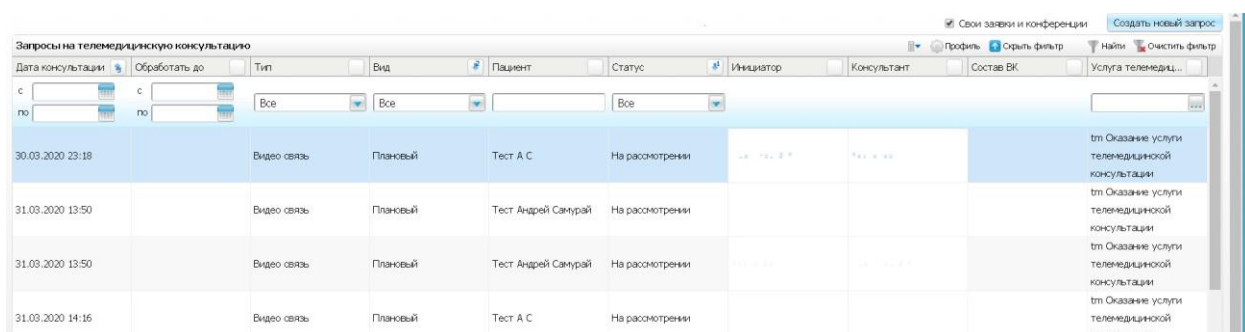 Свои заявки и конференции Создать новый запрос
Запросы на телемедицинскую консультацию Профиль Скрыть фильтр Найти Очистить фильтр
Дата консультации Обработать до Тип Вид Пациент Статус Инициатор Консультант Состав ВК Услуга телемедиц...
с с
Все Все Все
по по
30.03.2020 23:18 Видео связь Плановый Тест А С На рассмотрении tm Оказание услуги
телемедицинской
консультации
31.03.2020 13:50 Видео связь Плановый Тест Андрей Самурай На рассмотрении tm Оказание услуги
телемедицинской
консультации
31.03.2020 13:50 Видео связь Плановый Тест Андрей Самурай На рассмотрении tm Оказание услуги
телемедицинской
консультации
31.03.2020 14:16 Видео связь Плановый Тест А С На рассмотрении tm Оказание услуги
телемедицинской